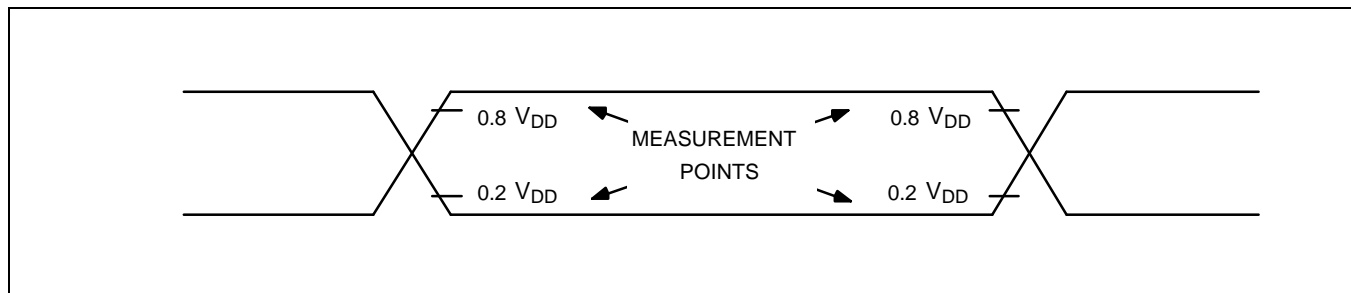 0.8 VDD
0.8 VDD
MEASUREMENT
POINTS
0.2 VDD
0.2 VDD